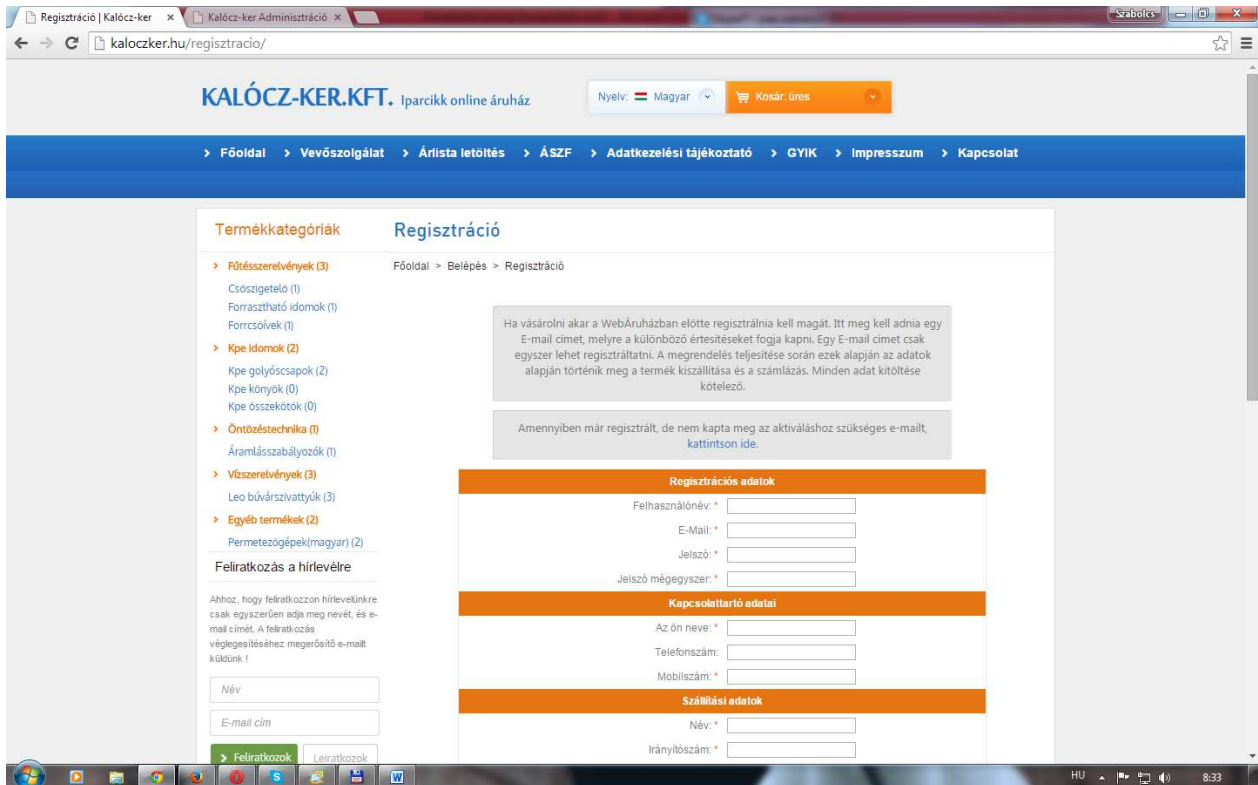 Regisztráció | Kalócz-ker
Kalócz-ker Adminisztráció
Szabolcs
kaloczker.hu/regisztracio/
KALÓCZ-KER.KFT. Iparcikk online áruház
Nyelv: Magyar
Kosár: üres
Főoldal
Vevőszolgálat
Árlista letöltés
ÁSZF
Adatkezelési tájékoztató
GYIK
Impresszum
Kapcsolat
Termékkategóriák
Fűtésszerelvények (3)
Csőszigetelő (1)
Forrasztható idomok (1)
Forrcsőívek (1)
Kpe Idomok (2)
Kpe golyóscsapok (2)
Kpe könyök (0)
Kpe összekötők (0)
Öntözéstechnika (1)
Áramlásszabályozók (1)
Vízszerelvények (3)
Leo búvárszivattyúk (3)
Egyéb termékek (2)
Permetezőgépek(magyar) (2)
Feliratkozás a hírlevélre
Ahhoz, hogy feliratkozzon hírlevelünkre
csak egyszerűen adja meg nevét, és e-
mail címét. A feliratkozás
véglegesítéséhez megerősítő e-mailt
küldünk !
Név
E-mail cím
Feliratkozok
Leiratkozok
Regisztráció
Főoldal > Belépés > Regisztráció
Ha vásárolni akar a WebÁruházban előtte regisztrálnia kell magát. Itt meg kell adnia egy
E-mail címet, melyre a különböző értesítéseket fogja kapni. Egy E-mail címet csak
egyszer lehet regisztráltatni. A megrendelés teljesítése során ezek alapján az adatok
alapján történik meg a termék kiszállítása és a számlázás. Minden adat kitöltése
kötelező.
Amennyiben már regisztrált, de nem kapta meg az aktiváláshoz szükséges e-mailt,
kattintson ide.
Regisztrációs adatok
Felhasználónév: *
E-Mail: *
Jelszó: *
Jelszó mégegyszer: *
Kapcsolattartó adatai
Az ön neve: *
Telefonszám:
Mobilszám: *
Szállítási adatok
Név: *
Irányítószám: *
HU
8:33